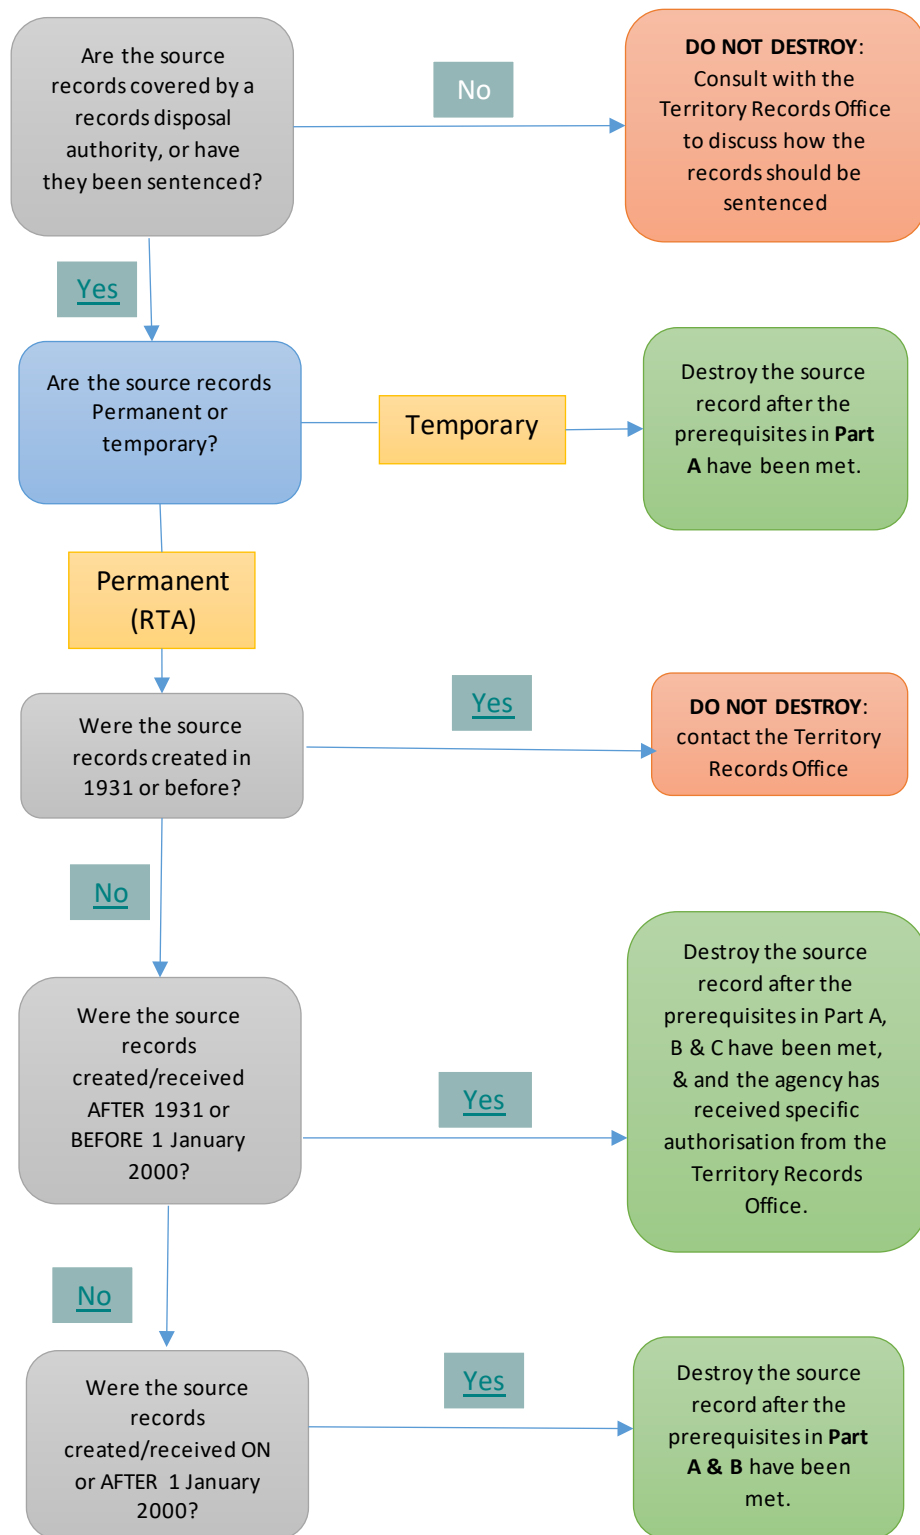 Are the source
records covered by a
records disposal
authority, or have
they been sentenced?
No
DO NOT DESTROY:
Consult with the
Territory Records Office
to discuss how the
records should be
sentenced
Yes
Are the source records
Permanent or
temporary?
Temporary
Destroy the source
record after the
prerequisites in Part
A have been met.
Permanent
(RTA)
Were the source
records created in
1931 or before?
Yes
DO NOT DESTROY:
contact the Territory
Records Office
No
Were the source
records
created/received
AFTER 1931 or
BEFORE 1 January
2000?
Yes
Destroy the source
record after the
prerequisites in Part A,
B & C have been met,
& and the agency has
received specific
authorisation from the
Territory Records
Office.
No
Were the source
records
created/received ON
or AFTER 1 January
2000?
Yes
Destroy the source
record after the
prerequisites in Part
A & B have been
met.